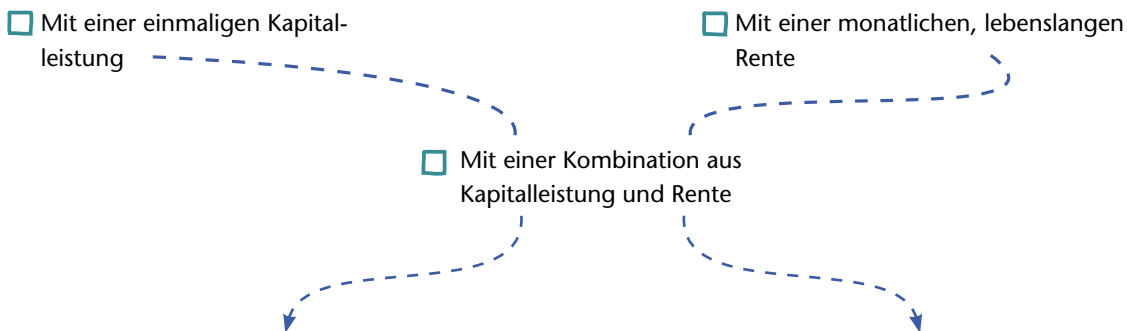 Mit einer einmaligen Kapital-
leistung
Mit einer monatlichen, lebenslangen
Rente
Mit einer Kombination aus
Kapitalleistung und Rente